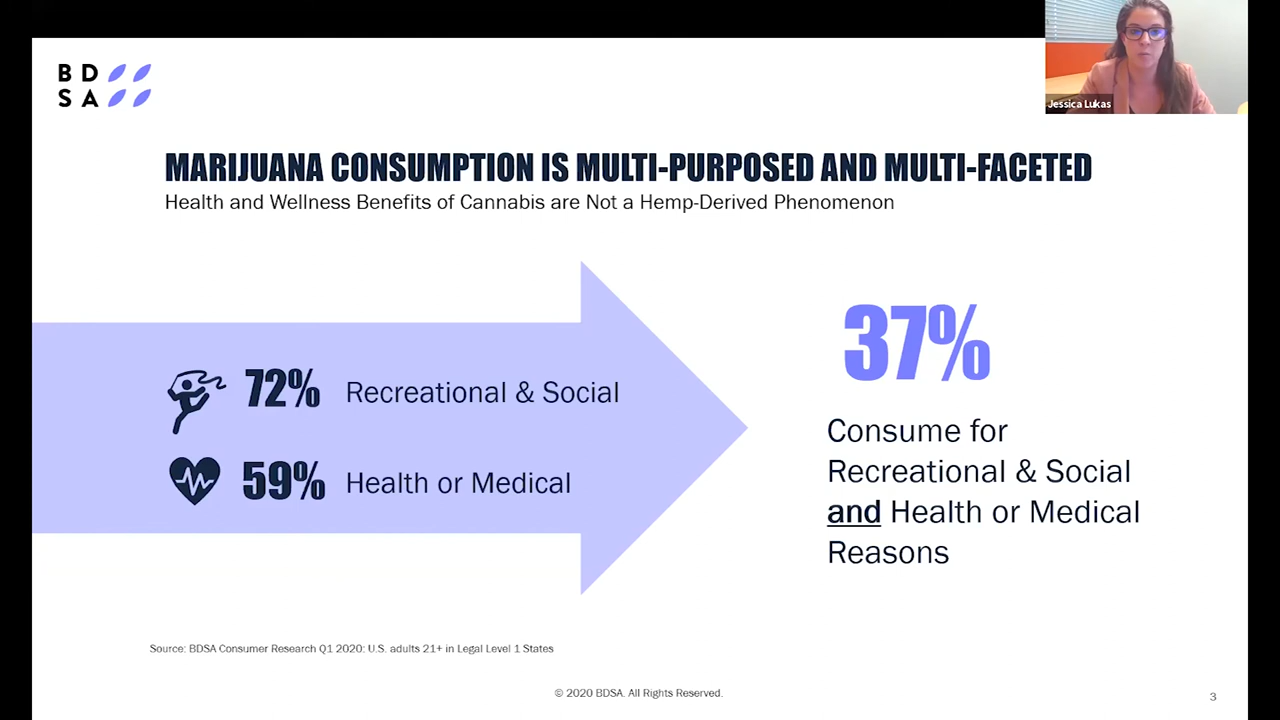 B D
S A
Jessica Lukas
MARIJUANA CONSUMPTION IS MULTI-PURPOSED AND MULTI-FACETED
Health and Wellness Benefits of Cannabis are Not a Hemp-Derived Phenomenon
72% Recreational & Social
59% Health or Medical
37%
Consume for
Recreational & Social
and Health or Medical
Reasons
Source: BDSA Consumer Research Q1 2020: U.S. adults 21+ in Legal Level 1 States
© 2020 BDSA. All Rights Reserved.
3